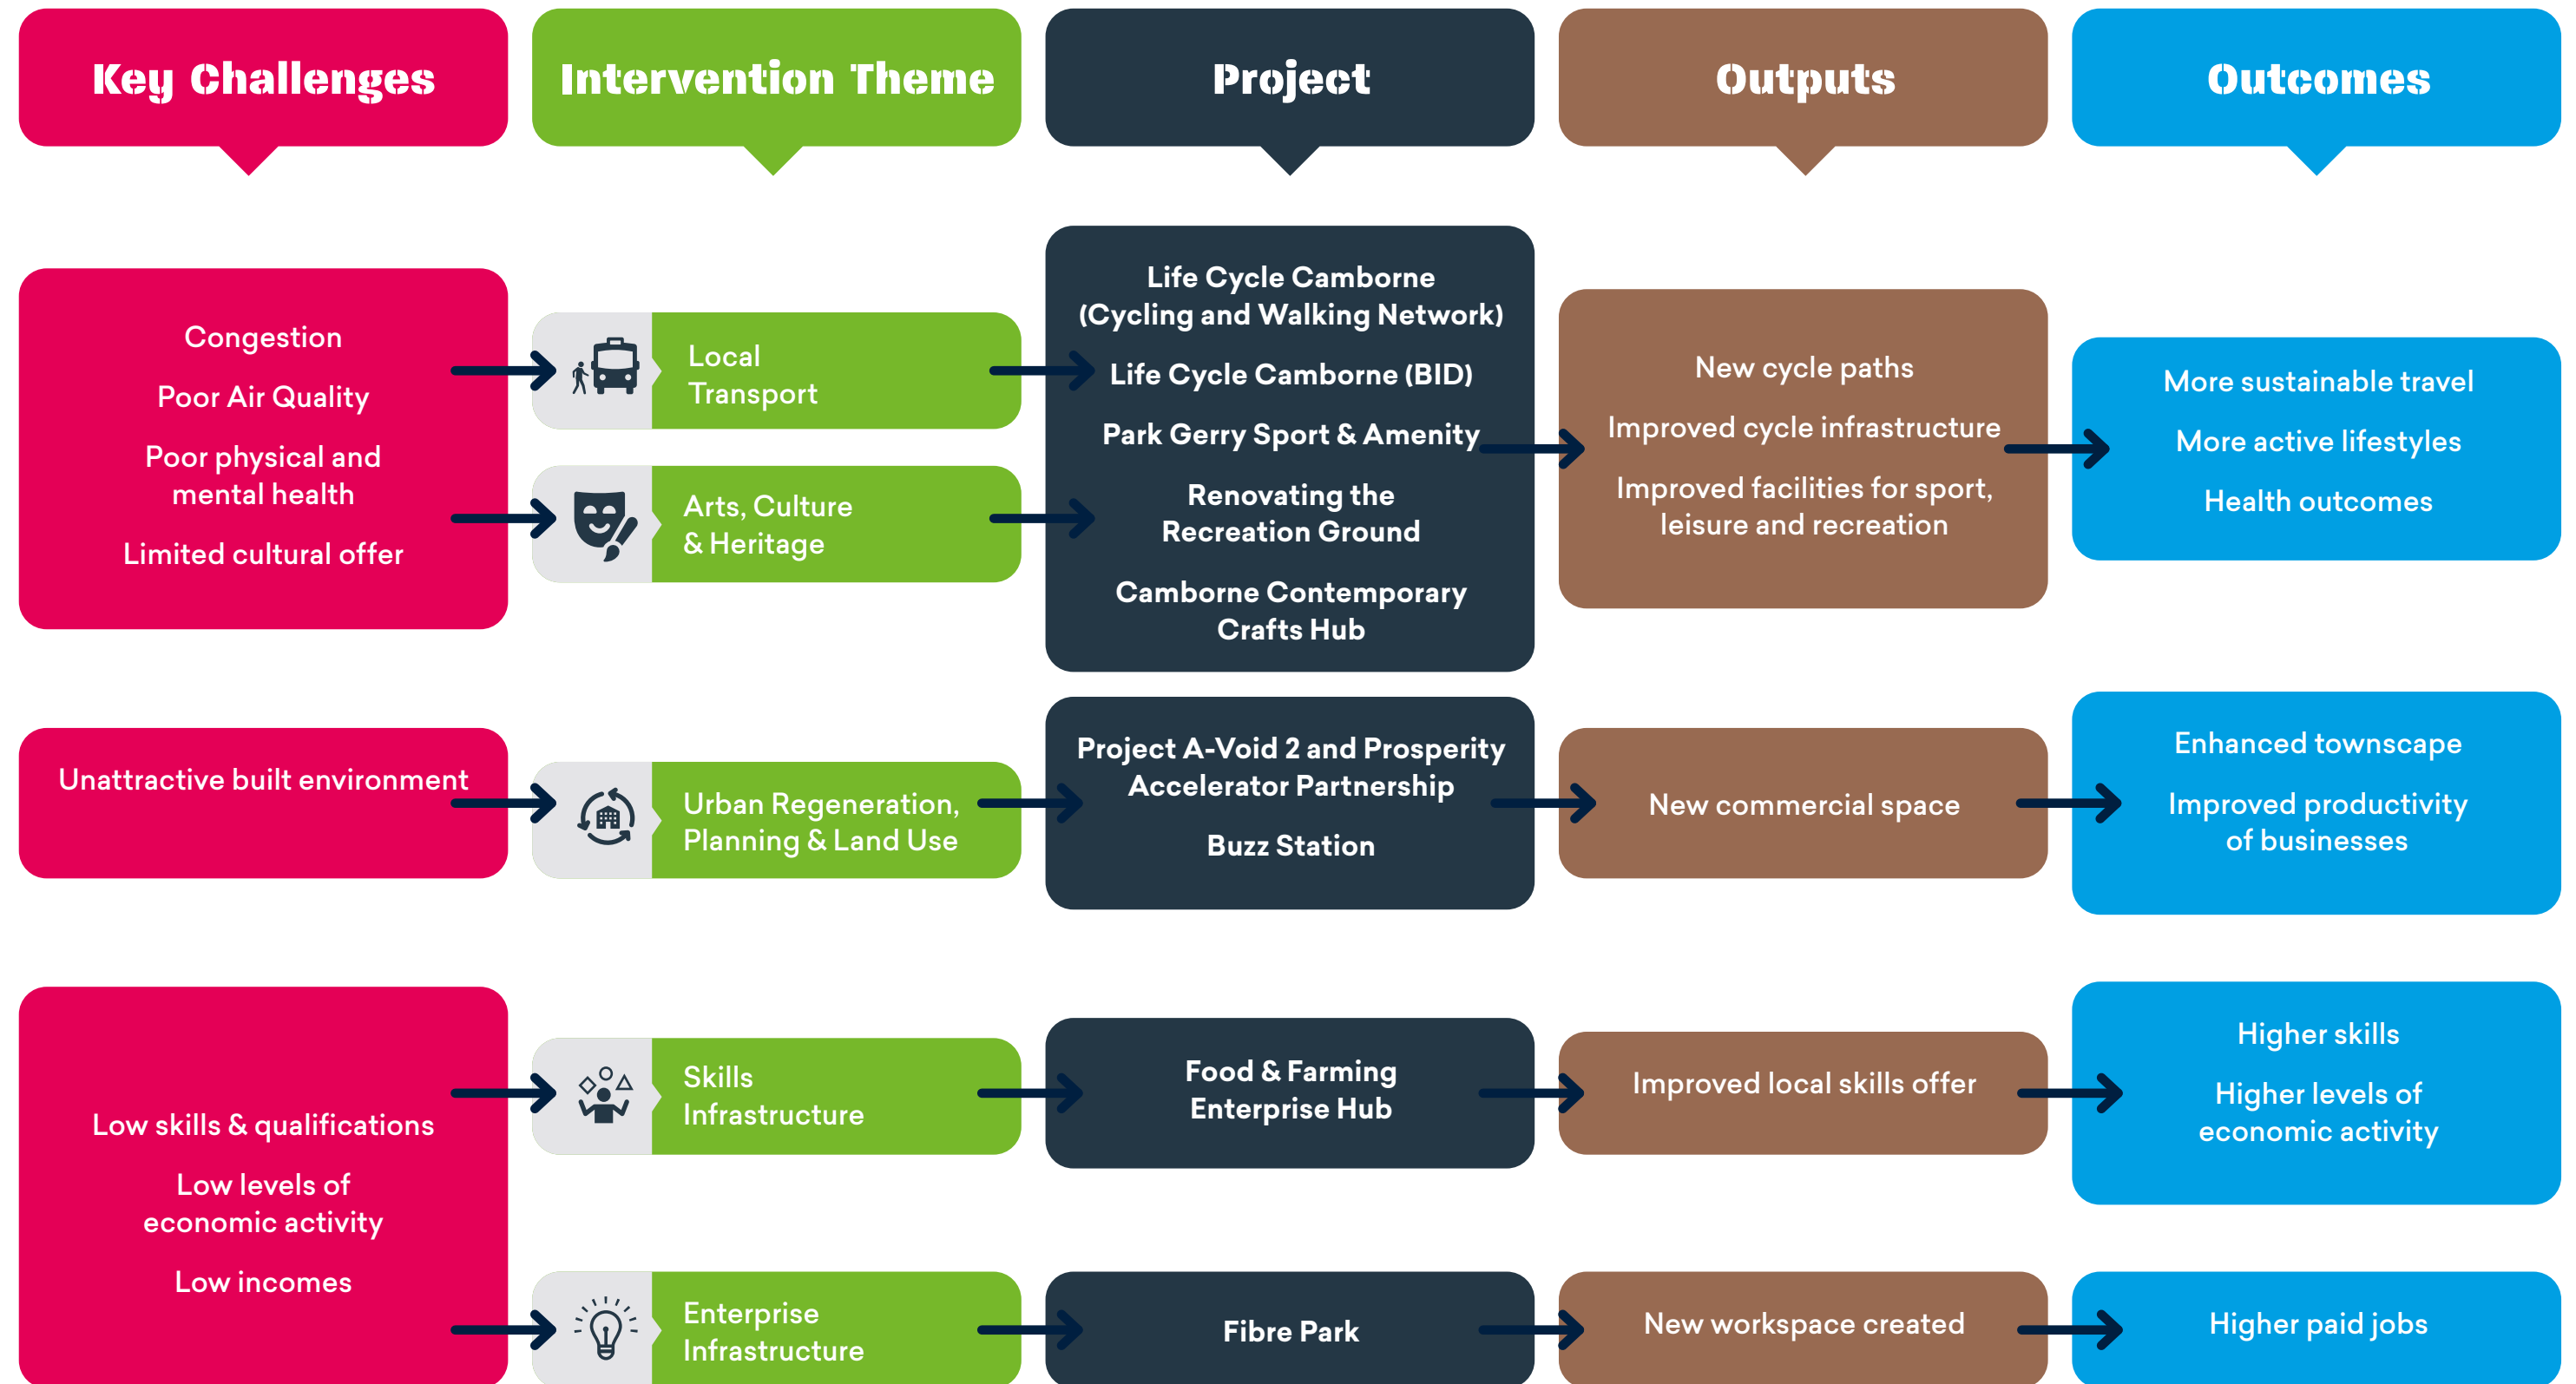 Key Challenges
Intervention Theme
Project
Outputs
Outcomes
Congestion
Poor Air Quality
Poor physical and
mental health
Limited cultural offer
Local
Transport
Arts, Culture
& Heritage
Life Cycle Camborne
(Cycling and Walking Network)
Life Cycle Camborne (BID)
Park Gerry Sport & Amenity
Renovating the
Recreation Ground
Camborne Contemporary
Crafts Hub
New cycle paths
Improved cycle infrastructure
Improved facilities for sport,
leisure and recreation
More sustainable travel
More active lifestyles
Health outcomes
Unattractive built environment
Urban Regeneration,
Planning & Land Use
Project A-Void 2 and Prosperity
Accelerator Partnership
Buzz Station
New commercial space
Enhanced townscape
Improved productivity
of businesses
Low skills & qualifications
Low levels of
economic activity
Low incomes
Skills
Infrastructure
Food & Farming
Enterprise Hub
Improved local skills offer
Higher skills
Higher levels of
economic activity
Enterprise
Infrastructure
Fibre Park
New workspace created
Higher paid jobs